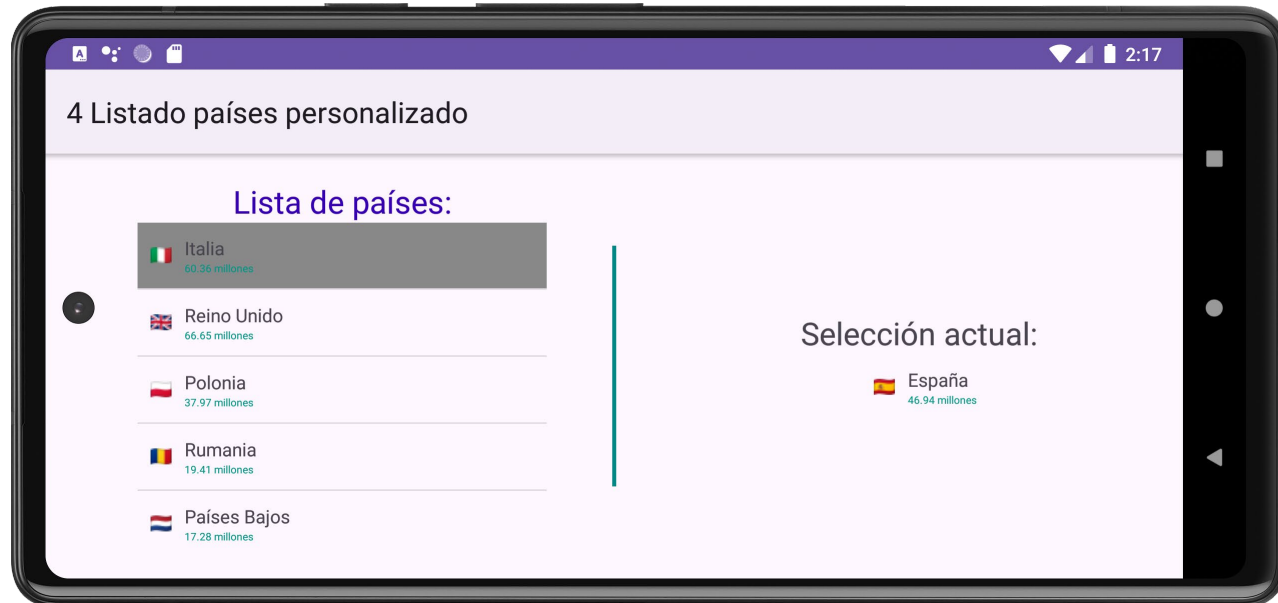 2:17
4 Listado países personalizado
Lista de países:
Italia
60.36 millones
Reino Unido
66.65 millones
Polonia
37.97 millones
Rumania
19.41 millones
Países Bajos
17.28 millones
Selección actual:
España
46.94 millones